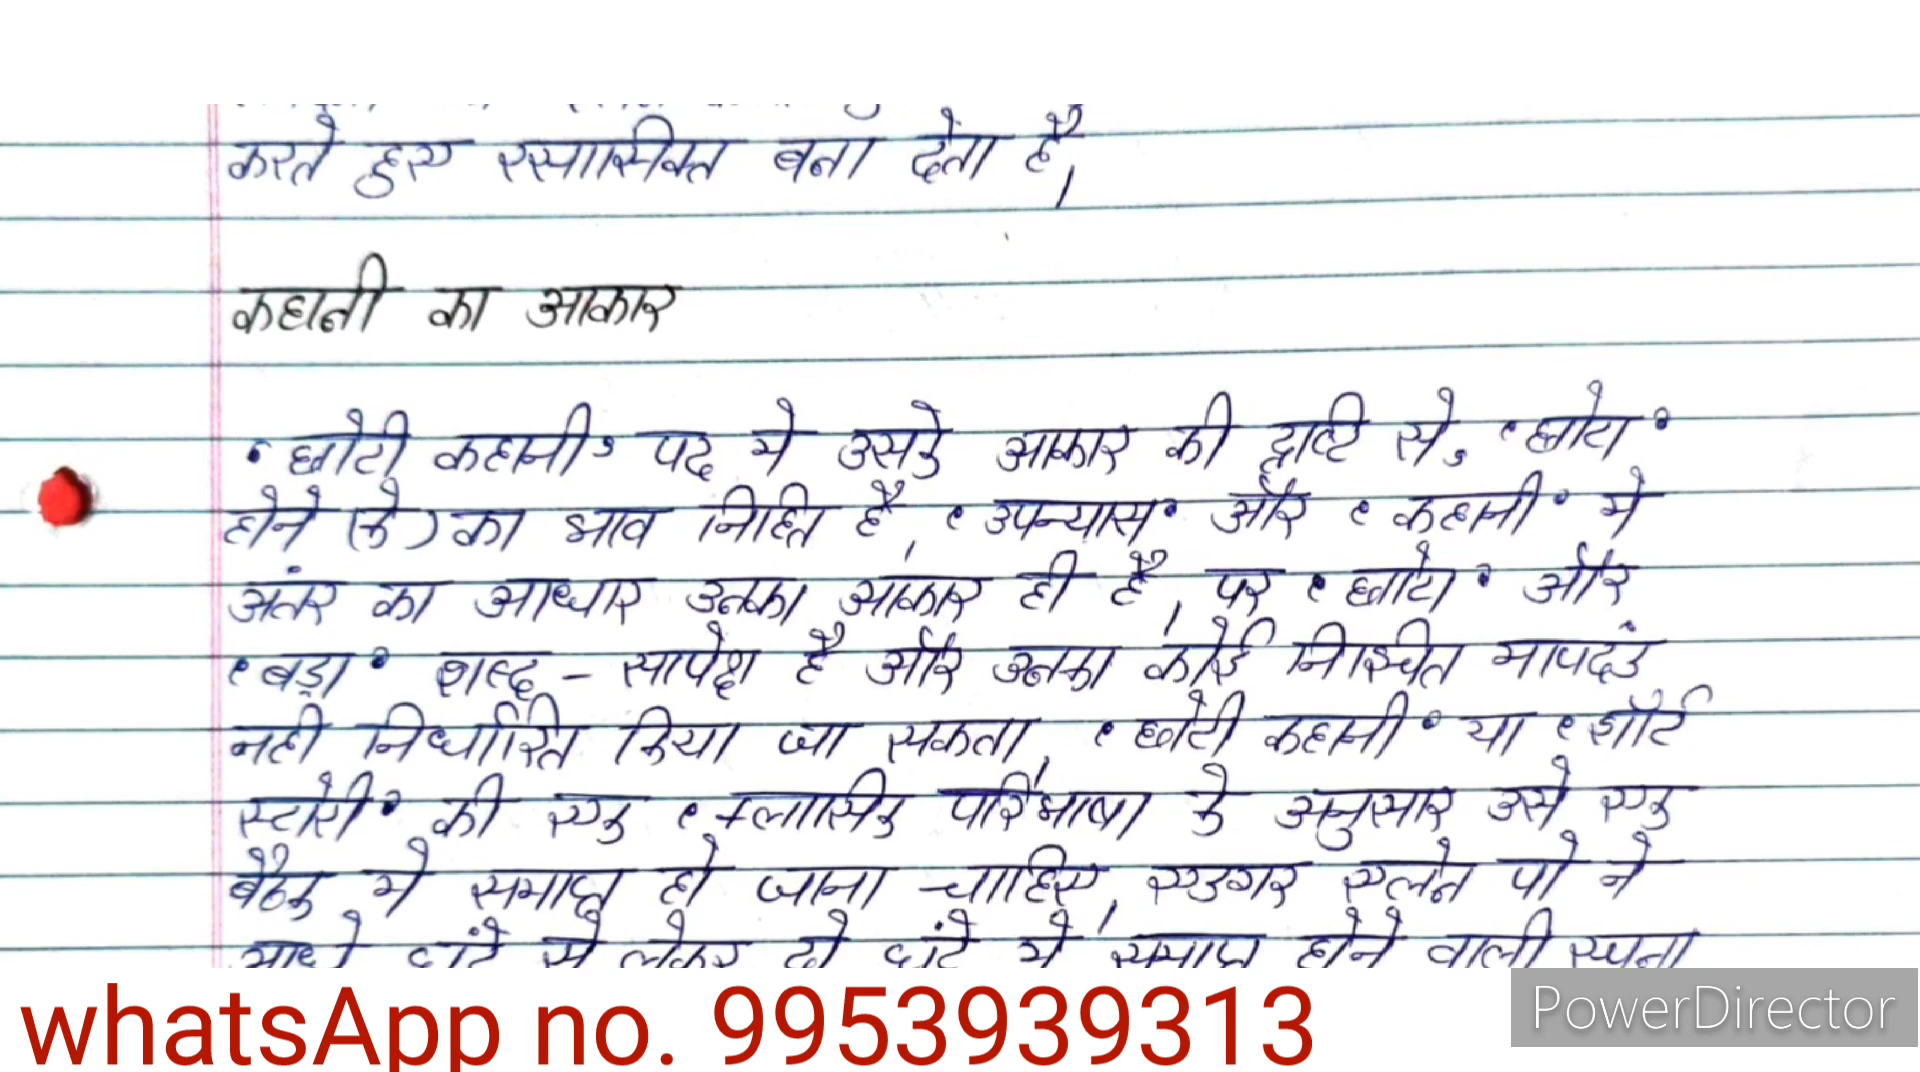 करते हुए रसासिक्त बना देता है,
कहानी का आकार
'छोटी कहानी' पद मे उसके आकार की दृष्टि से, 'छोटा'
होने (के) का भाव निहित है, 'उपन्यास' और 'कहानी' मे
अंतर का आधार उनका आकार ही है, पर 'छोटा' और
'बड़ा' शब्द - सापेक्ष है और उनका कोई निश्चित मापदंड
नही निर्धारित किया जा सकता, 'छोटी कहानी' या 'शॉर्ट
स्टोरी' की एक 'क्लासिक परिभाषा के अनुसार उसे एक
बैठक मे समाप्त हो जाना चाहिए, एडगर एलेन पो ने
आधे घंटे से लेकर दो घंटे मे समाप्त होने वाली रचना
whatsApp no. 9953939313
PowerDirector